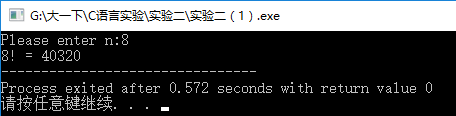 G:\大一下\C语言实验\实验二\实验二（1）.exe
Please enter n:8
8! = 40320
--------------------------------
Process exited after 0.572 seconds with return value 0
请按任意键继续. . .